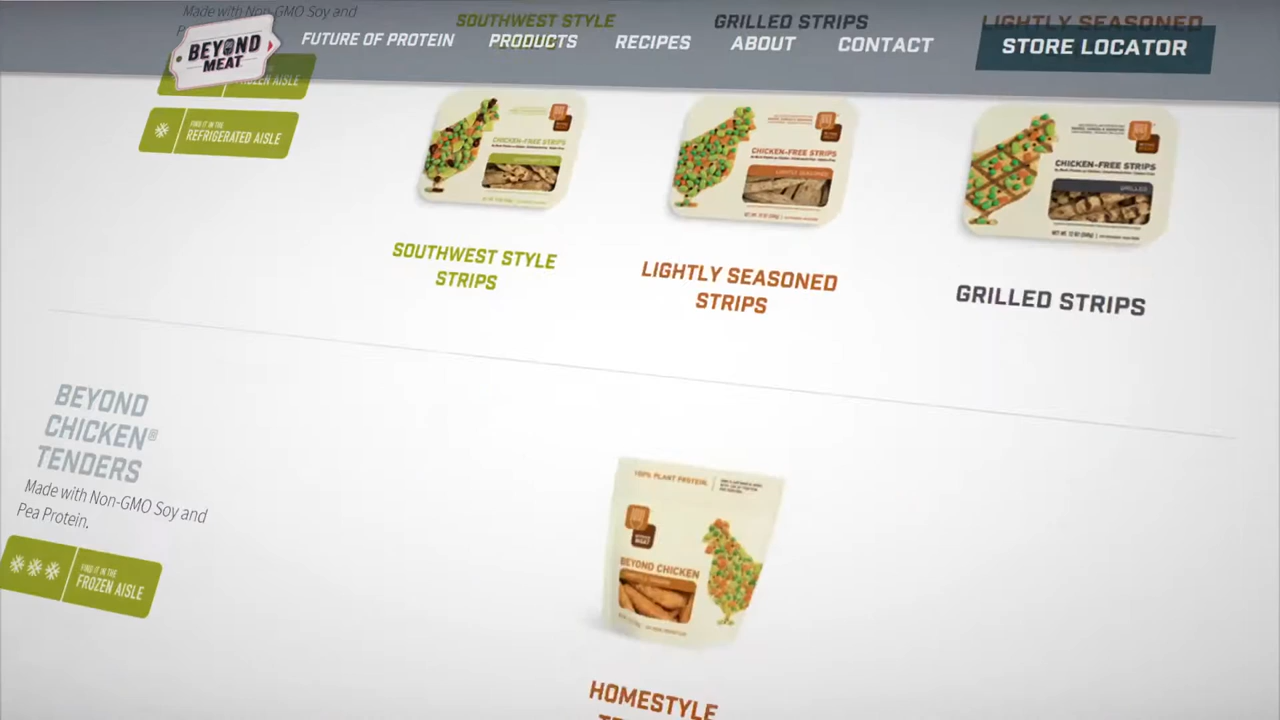 Made with Non-GMO Soy and
SOUTHWEST STYLE
GRILLED STRIPS
LIGHTLY SEASONED
BEYOND
MEAT
FUTURE OF PROTEIN
PRODUCTS
RECIPES
ABOUT
CONTACT
STORE LOCATOR
FROZEN AISLE
FIND IT IN THE
REFRIGERATED AISLE
CHICKEN-FREE STRIPS
CHICKEN-FREE STRIPS
LIGHTLY SEASONED
CHICKEN-FREE STRIPS
GRILLED
SOUTHWEST STYLE
STRIPS
LIGHTLY SEASONED
STRIPS
GRILLED STRIPS
BEYOND
CHICKEN®
TENDERS
Made with Non-GMO Soy and
Pea Protein.
FIND IT IN THE
FROZEN AISLE
100% PLANT PROTEIN
BEYOND CHICKEN
HOMESTYLE